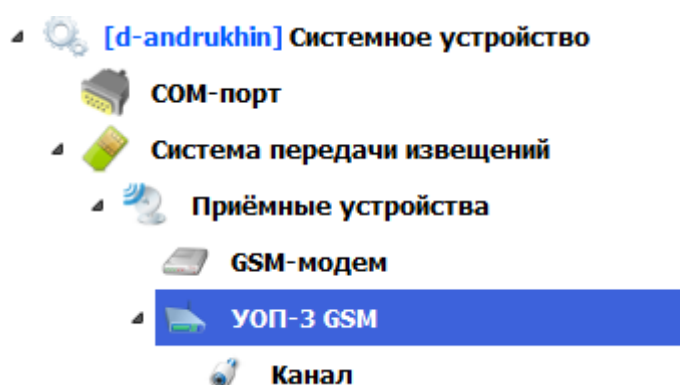 [d-andrukhin] Системное устройство
COM-порт
Система передачи извещений
Приёмные устройства
GSM-модем
УОП-3 GSM
Канал